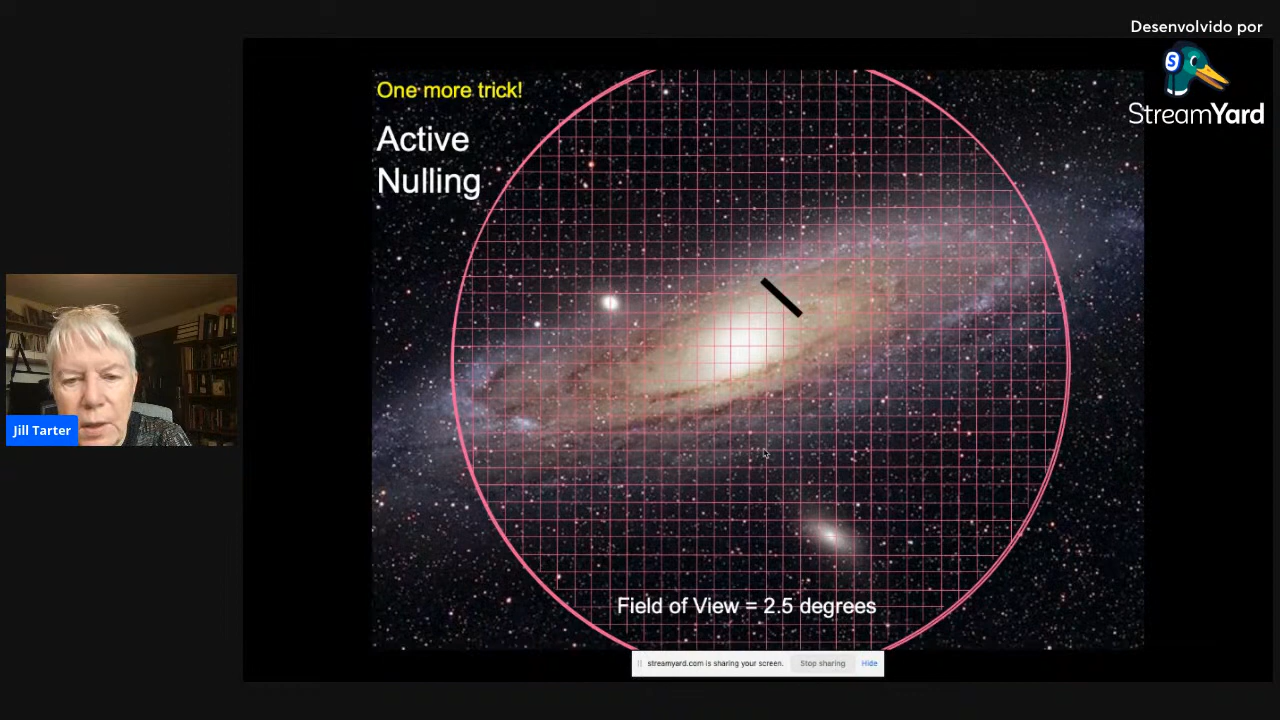 Desenvolvido por
S
StreamYard
One more trick!
Active
Nulling
Jill Tarter
Field of View = 2.5 degrees
streamyard.com is sharing your screen.
Stop sharing
Hide